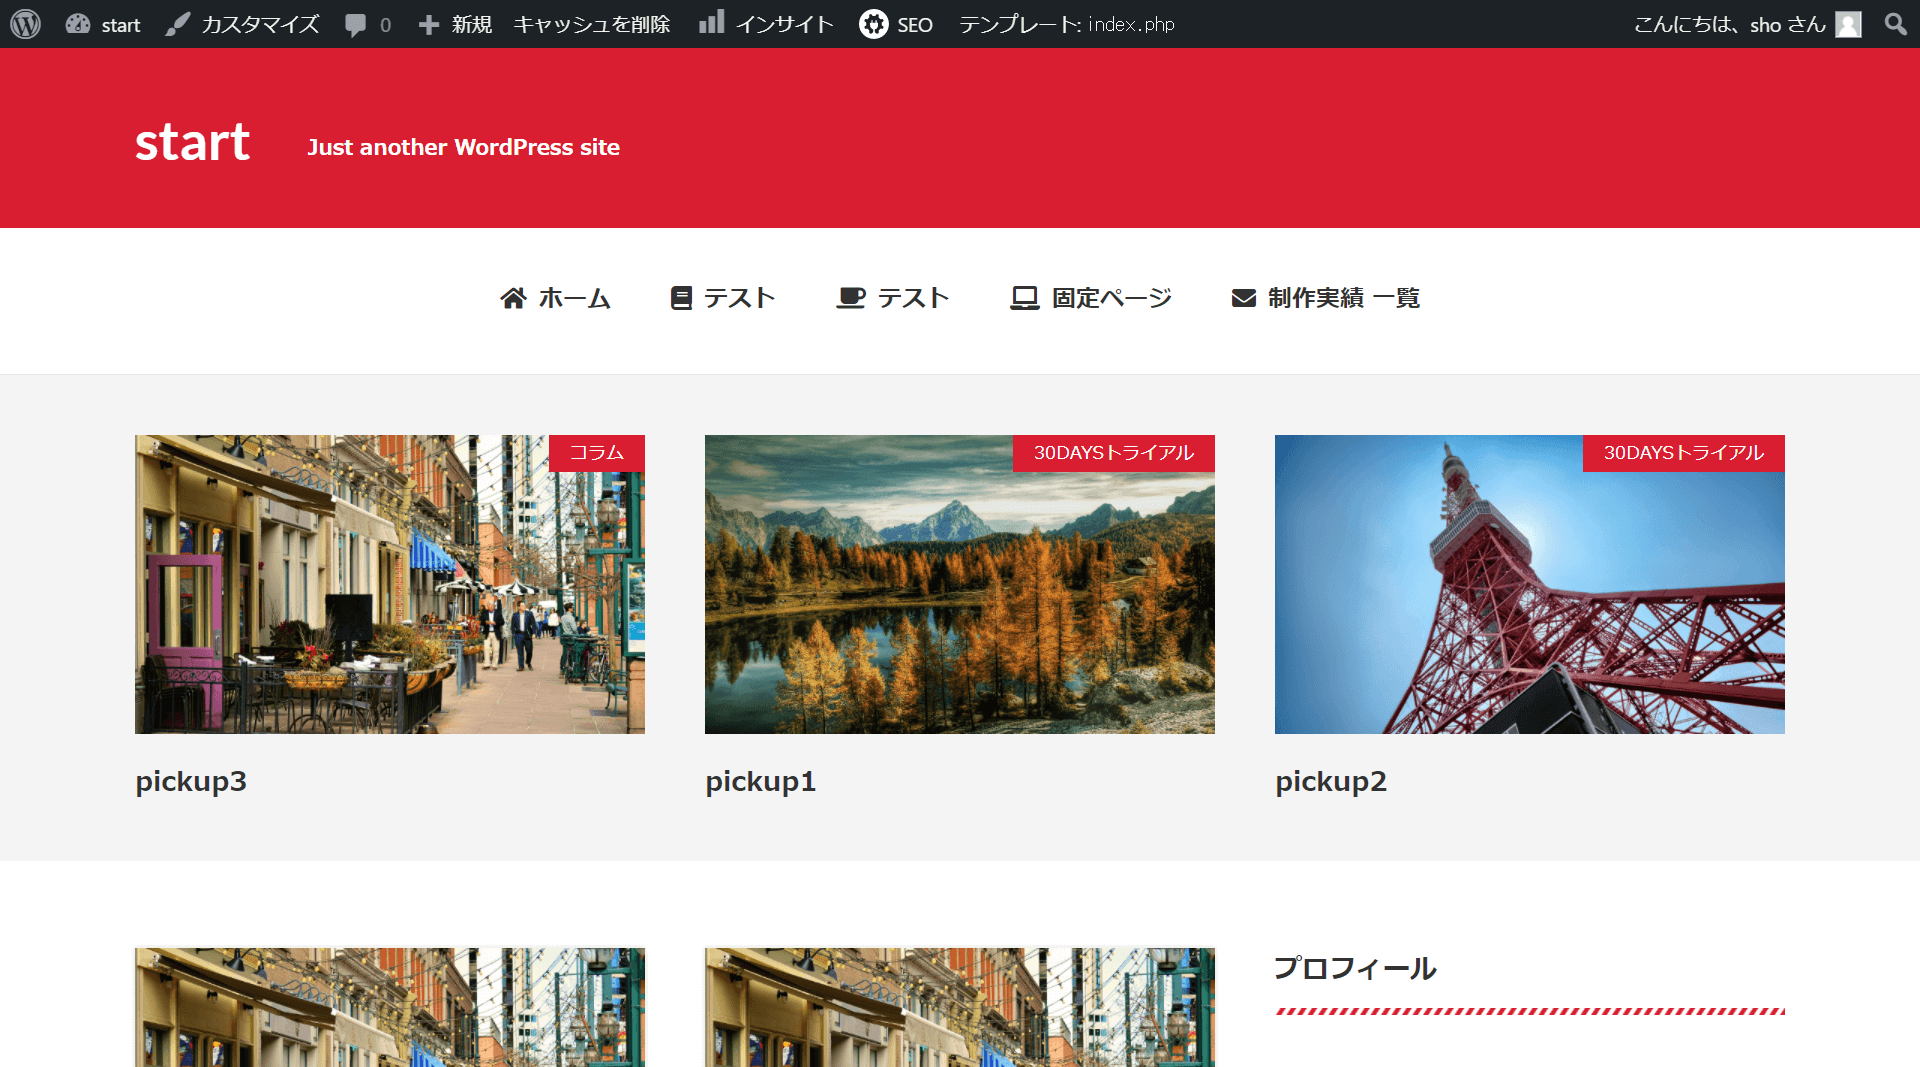 start カスタマイズ 0 新規 キャッシュを削除 インサイト SEO テンプレート: index.php こんにちは、sho さん
start Just another WordPress site
ホーム テスト テスト 固定ページ 制作実績 一覧
コラム 30DAYSトライアル 30DAYSトライアル
pickup3 pickup1 pickup2
プロフィール